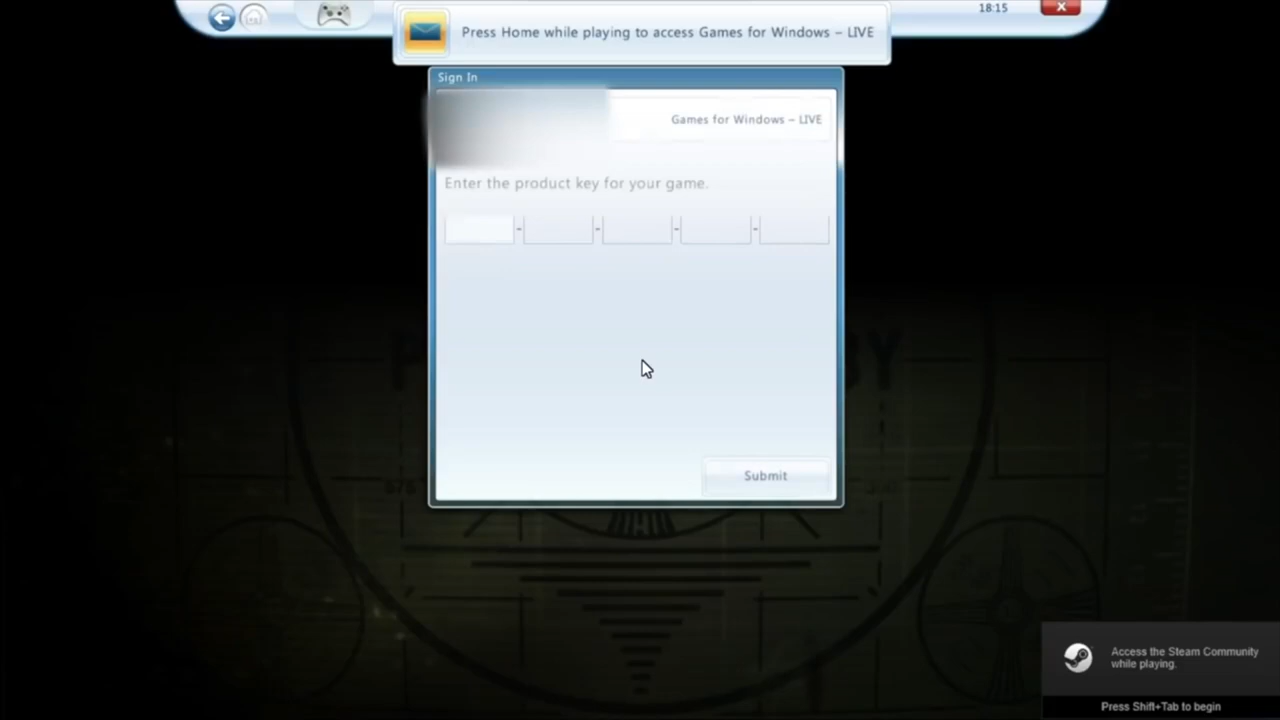 18:15
Press Home while playing to access Games for Windows – LIVE
Sign In
Games for Windows – LIVE
Enter the product key for your game.
- - - -
Submit
Access the Steam Community
while playing.
Press Shift+Tab to begin